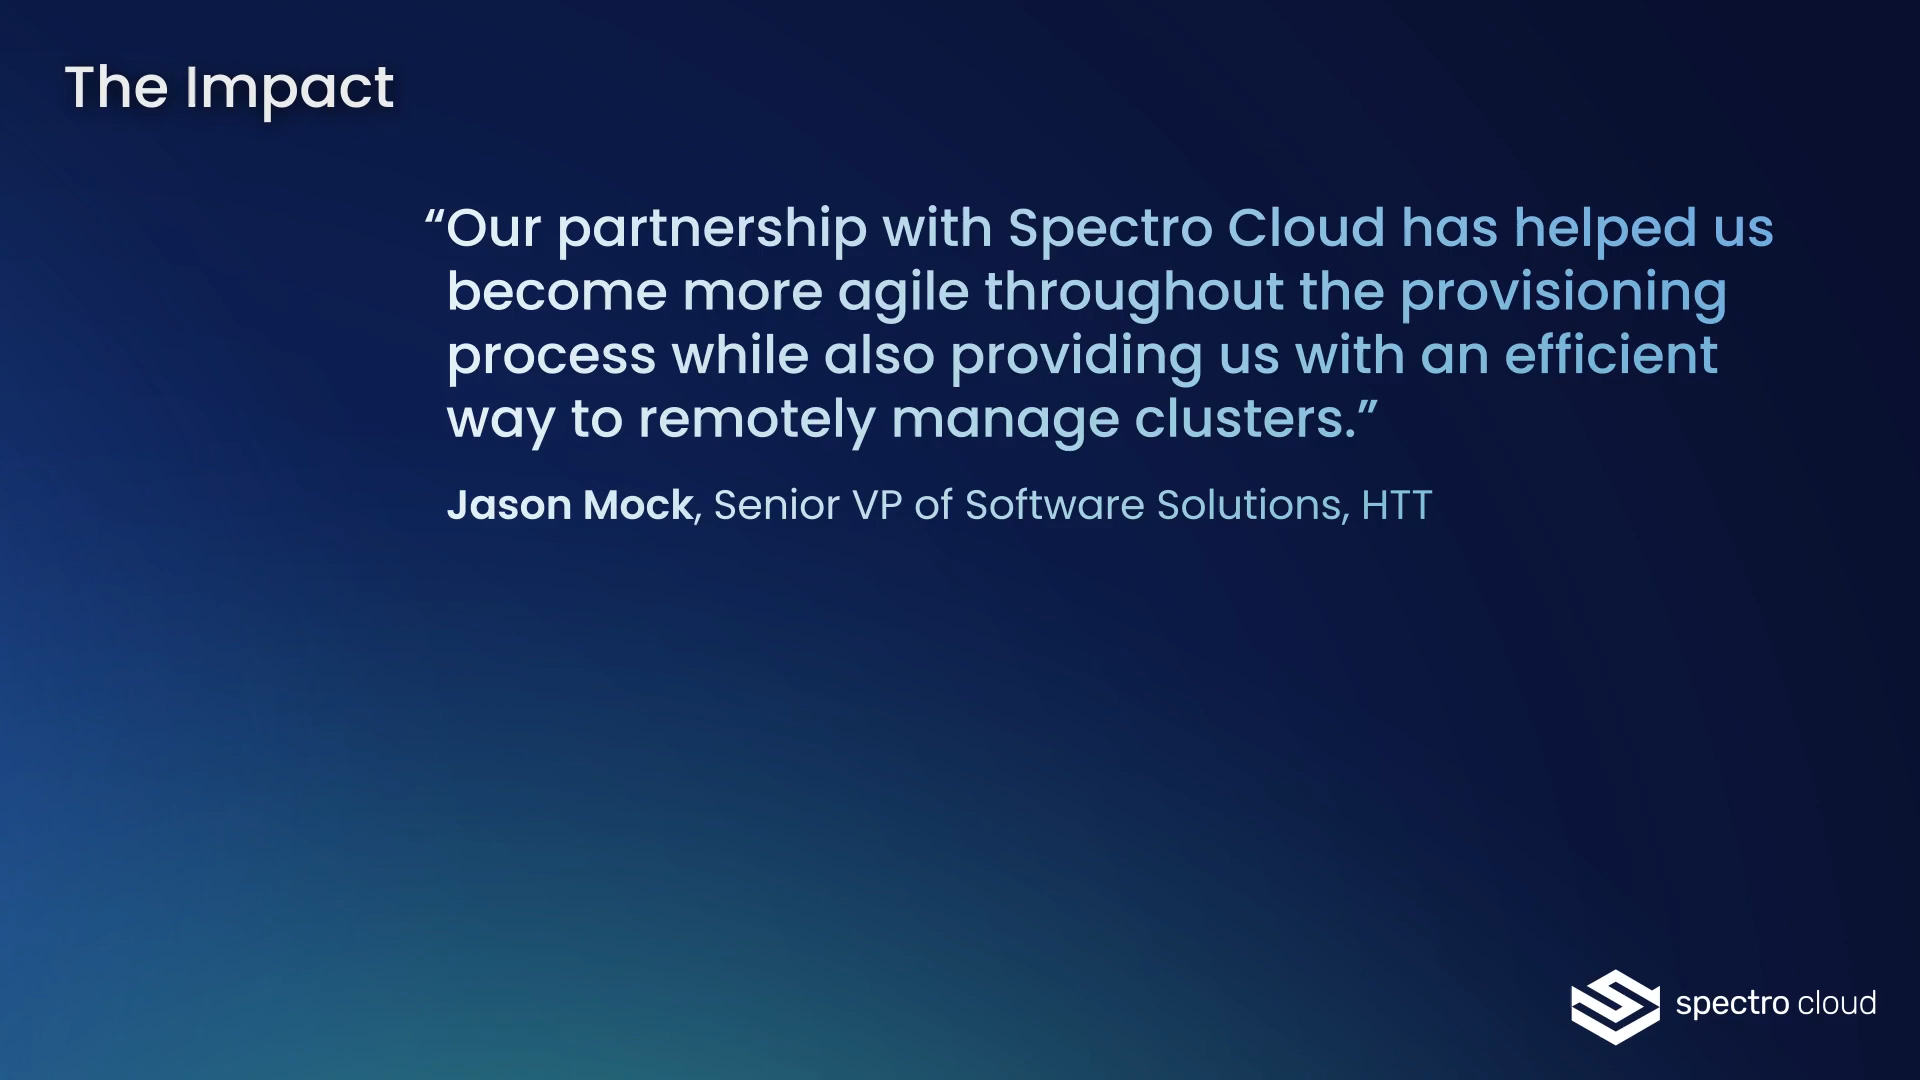 The Impact
“Our partnership with Spectro Cloud has helped us
become more agile throughout the provisioning
process while also providing us with an efficient
way to remotely manage clusters.”
Jason Mock, Senior VP of Software Solutions, HTT
spectro cloud